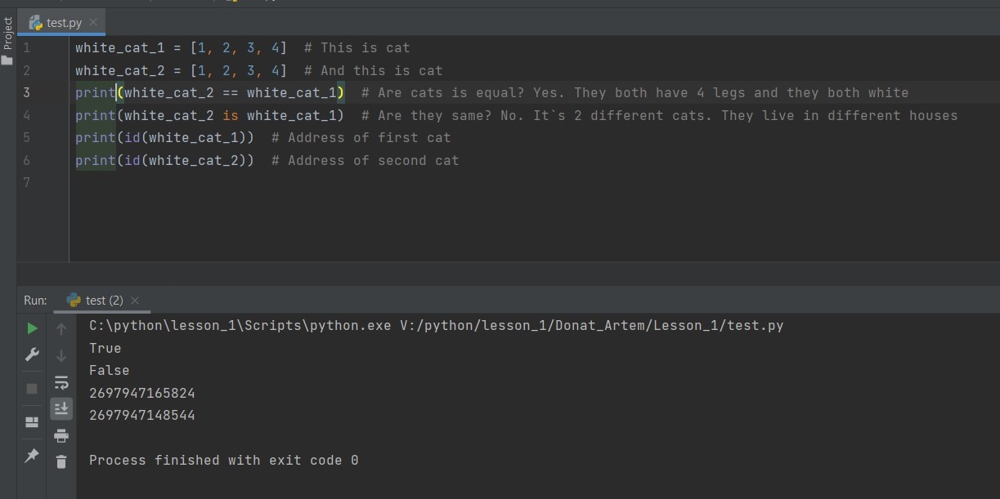 Project
test.py
1 white_cat_1 = [1, 2, 3, 4]  # This is cat
2 white_cat_2 = [1, 2, 3, 4]  # And this is cat
3 print(white_cat_2 == white_cat_1)  # Are cats is equal? Yes. They both have 4 legs and they both white
4 print(white_cat_2 is white_cat_1)  # Are they same? No. It`s 2 different cats. They live in different houses
5 print(id(white_cat_1))  # Address of first cat
6 print(id(white_cat_2))  # Address of second cat
7
Run: test (2)
C:\python\lesson_1\Scripts\python.exe V:/python/lesson_1/Donat_Artem/Lesson_1/test.py
True
False
2697947165824
2697947148544
Process finished with exit code 0